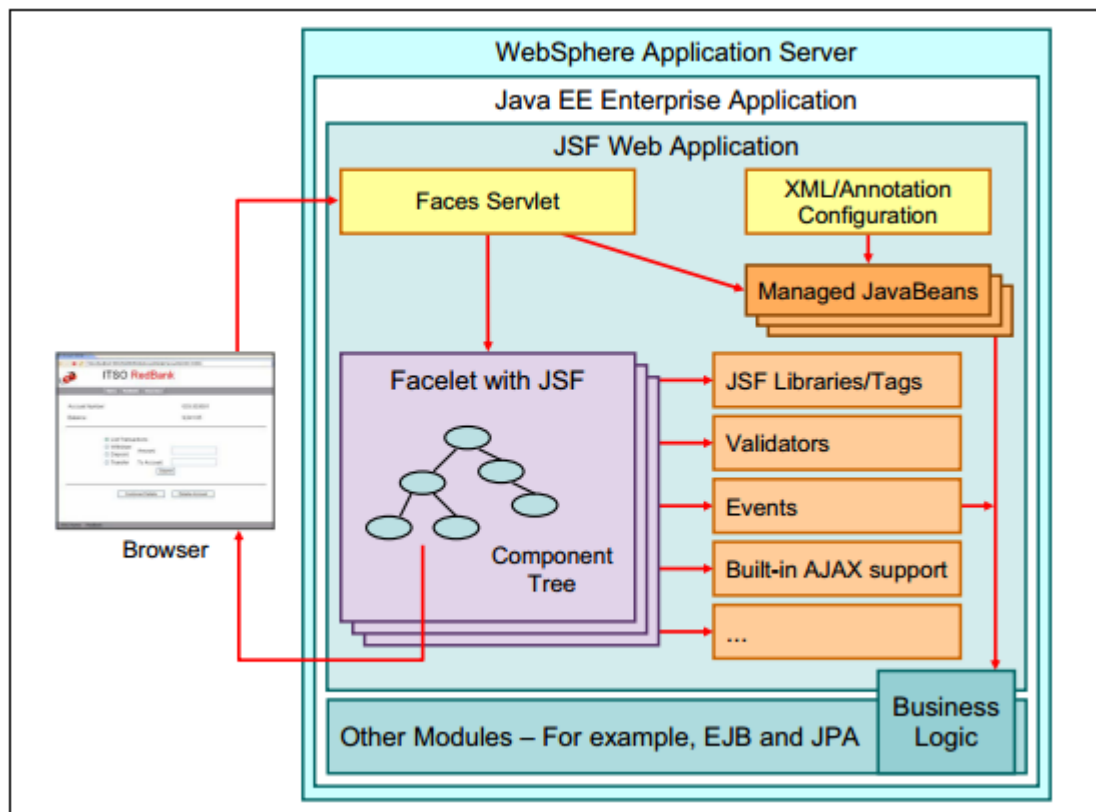 WebSphere Application Server
Java EE Enterprise Application
JSF Web Application
Faces Servlet
XML/Annotation
Configuration
Managed JavaBeans
ITSO RedBank
Facelet with JSF
Component
Tree
JSF Libraries/Tags
Validators
Events
Built-in AJAX support
...
Browser
Business
Logic
Other Modules – For example, EJB and JPA